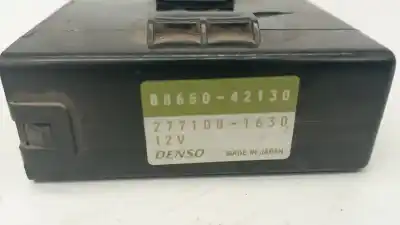 88650-42130
277100-1630
12V
DENSO MADE IN JAPAN